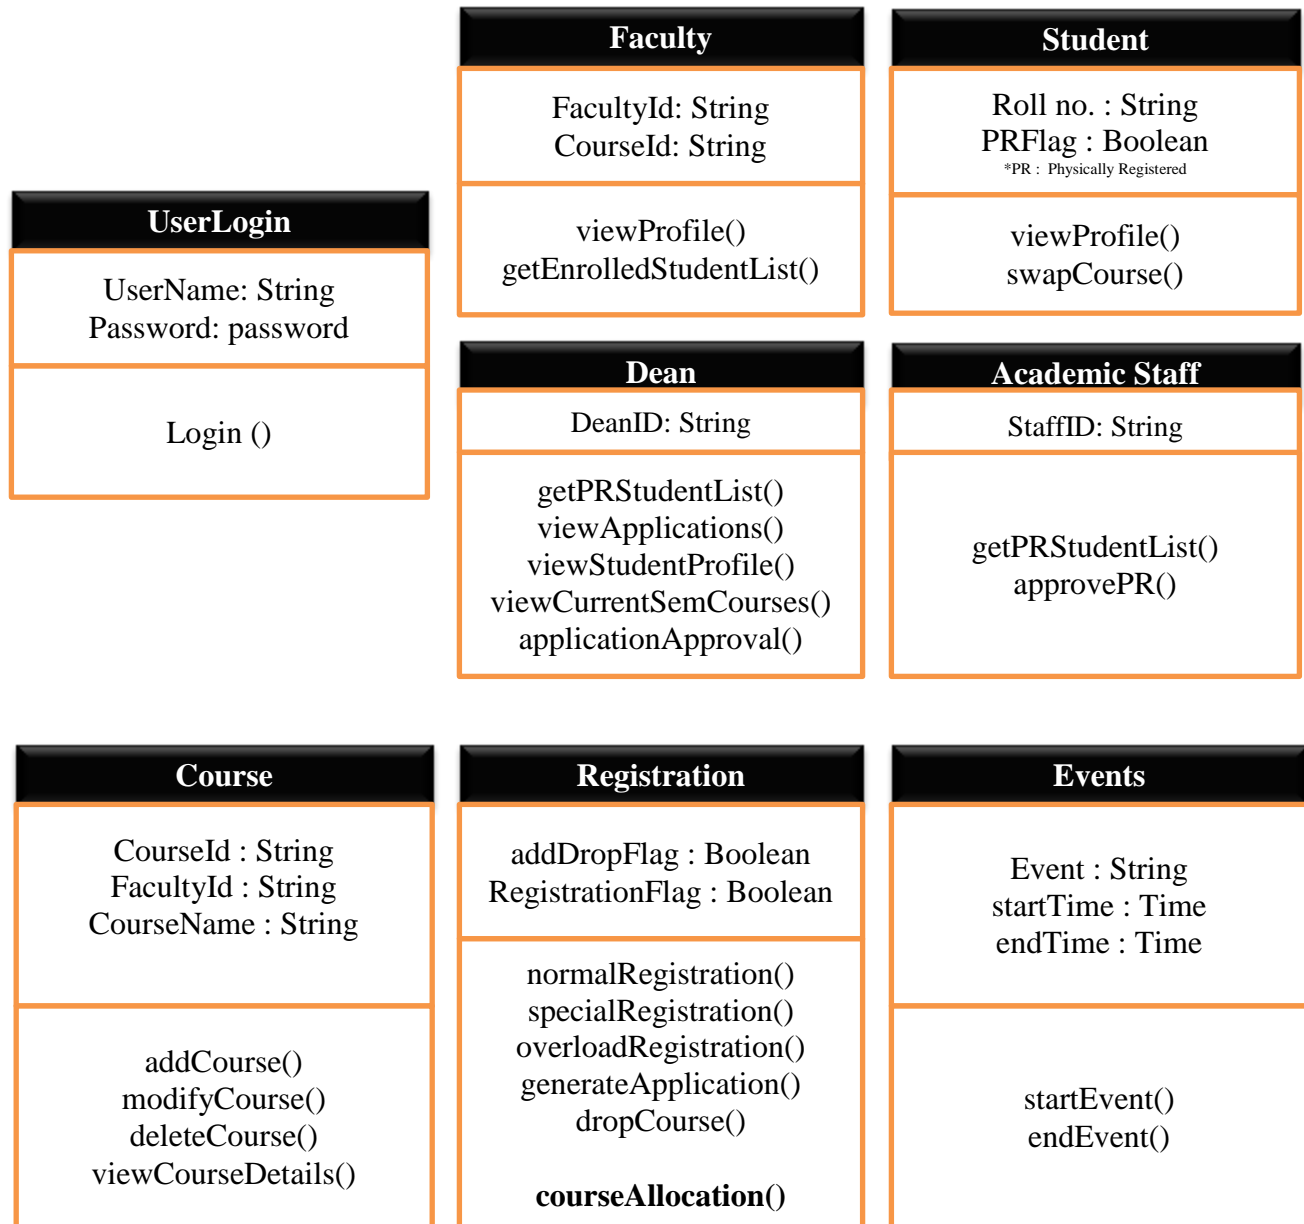 Faculty
FacultyId: String
CourseId: String
viewProfile()
getEnrolledStudentList()
Student
Roll no. : String
PRFlag : Boolean
*PR : Physically Registered
viewProfile()
swapCourse()
UserLogin
UserName: String
Password: password
Login ()
Dean
DeanID: String
getPRStudentList()
viewApplications()
viewStudentProfile()
viewCurrentSemCourses()
applicationApproval()
Academic Staff
StaffID: String
getPRStudentList()
approvePR()
Course
CourseId : String
FacultyId : String
CourseName : String
addCourse()
modifyCourse()
deleteCourse()
viewCourseDetails()
Registration
addDropFlag : Boolean
RegistrationFlag : Boolean
normalRegistration()
specialRegistration()
overloadRegistration()
generateApplication()
dropCourse()
courseAllocation()
Events
Event : String
startTime : Time
endTime : Time
startEvent()
endEvent()